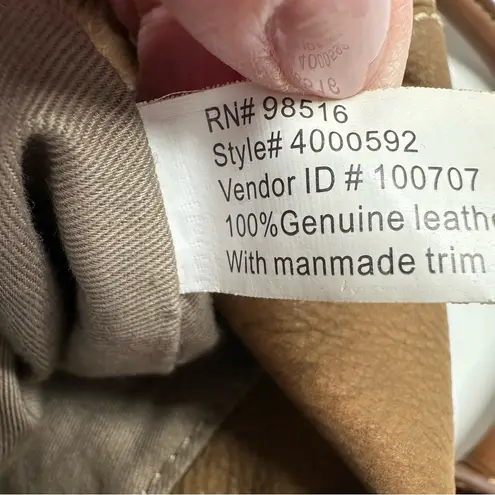 RN# 98516
Style# 4000592
Vendor ID # 100707
100%Genuine leathe
With manmade trim